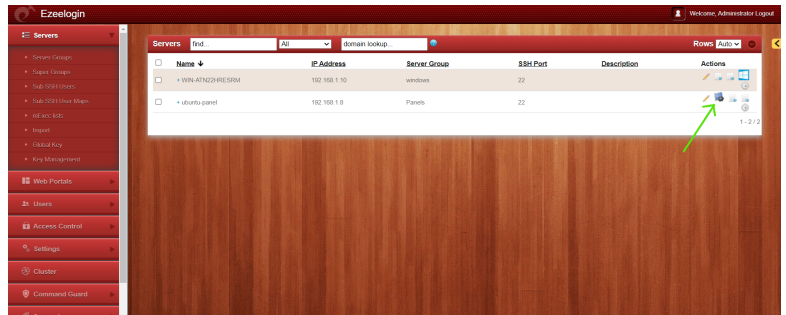 Ezeelogin
Welcome, Administrator Logout
Servers
Servers find... All domain lookup... Rows Auto
Server Groups
Super Groups
Sub SSH Users
Sub SSH User Maps
mExec lists
Import
Global Key
Key Management
Name ↓ IP Address Server Group SSH Port Description Actions
+ WIN-ATN22HRESRM 192.168.1.10 windows 22
+ ubuntu-panel 192.168.1.8 Panels 22
1 - 2 / 2
Web Portals
Users
Access Control
Settings
Cluster
Command Guard